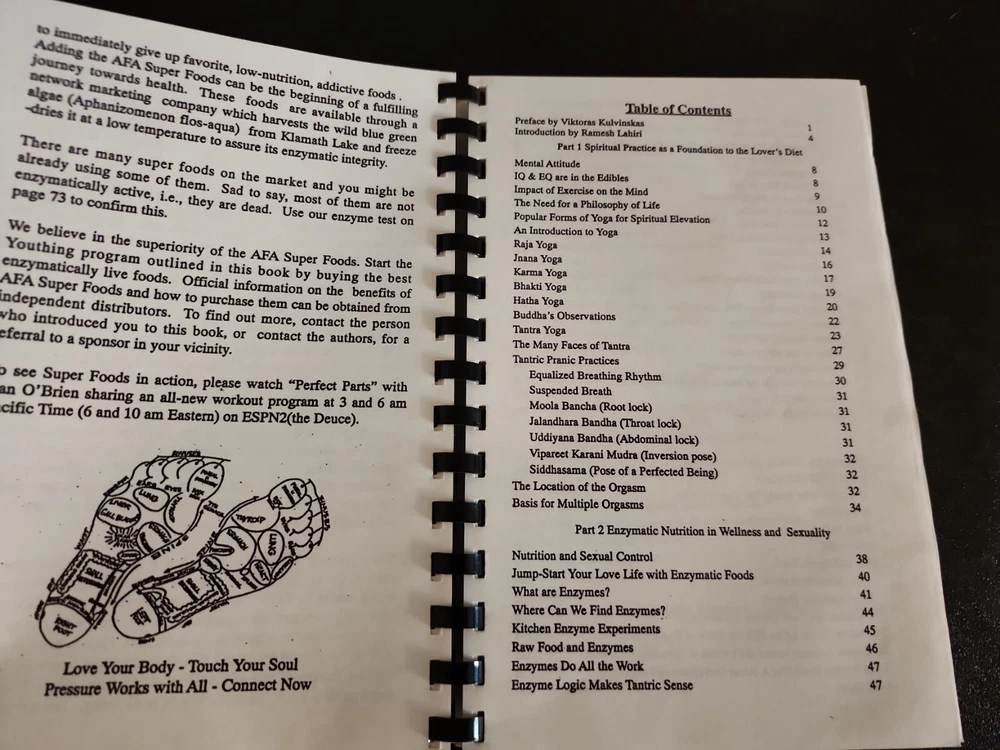 to immediately give up favorite, low-nutrition, addictive foods .
Adding the AFA Super Foods can be the beginning of a fulfilling
journey towards health. These foods are available through a
network marketing company which harvests the wild blue green
algae (Aphanizomenon flos-aqua) from Klamath Lake and freeze
-dries it at a low temperature to assure its enzymatic integrity.
There are many super foods on the market and you might be
already using some of them. Sad to say, most of them are not
enzymatically active, i.e., they are dead. Use our enzyme test on
page 73 to confirm this.
We believe in the superiority of the AFA Super Foods. Start the
Youthing program outlined in this book by buying the best
enzymatically live foods. Official information on the benefits of
AFA Super Foods and how to purchase them can be obtained from
independent distributors. To find out more, contact the person
who introduced you to this book, or contact the authors, for a
eferral to a sponsor in your vicinity.
o see Super Foods in action, please watch "Perfect Parts" with
an O'Brien sharing an all-new workout program at 3 and 6 am
cific Time (6 and 10 am Eastern) on ESPN2(the Deuce).
SINUSES
EARS EYES
LUNG
LIVER
GALL BLADD
SPINE
THYROID
LUNG
SINUSES
SMALL
Love Your Body - Touch Your Soul
Pressure Works with All - Connect Now
Table of Contents
Preface by Viktoras Kulvinskas 1
Introduction by Ramesh Lahiri 4
Part 1 Spiritual Practice as a Foundation to the Lover's Diet
Mental Attitude 8
IQ & EQ are in the Edibles 8
Impact of Exercise on the Mind 9
The Need for a Philosophy of Life 10
Popular Forms of Yoga for Spiritual Elevation 12
An Introduction to Yoga 13
Raja Yoga 14
Jnana Yoga 16
Karma Yoga 17
Bhakti Yoga 19
Hatha Yoga 20
Buddha's Observations 22
Tantra Yoga 23
The Many Faces of Tantra 27
Tantric Pranic Practices 29
Equalized Breathing Rhythm 30
Suspended Breath 31
Moola Bancha (Root lock) 31
Jalandhara Bandha (Throat lock) 31
Uddiyana Bandha (Abdominal lock) 31
Vipareet Karani Mudra (Inversion pose) 32
Siddhasama (Pose of a Perfected Being) 32
The Location of the Orgasm 32
Basis for Multiple Orgasms 34
Part 2 Enzymatic Nutrition in Wellness and Sexuality
Nutrition and Sexual Control 38
Jump-Start Your Love Life with Enzymatic Foods 40
What are Enzymes? 41
Where Can We Find Enzymes? 44
Kitchen Enzyme Experiments 45
Raw Food and Enzymes 46
Enzymes Do All the Work 47
Enzyme Logic Makes Tantric Sense 47